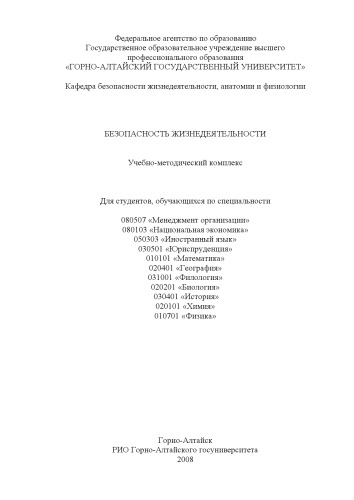 Федеральное агентство по образованию
Государственное образовательное учреждение высшего
профессионального образования
«ГОРНО-АЛТАЙСКИЙ ГОСУДАРСТВЕННЫЙ УНИВЕРСИТЕТ»
Кафедра безопасности жизнедеятельности, анатомии и физиологии
БЕЗОПАСНОСТЬ ЖИЗНЕДЕЯТЕЛЬНОСТИ
Учебно-методический комплекс
Для студентов, обучающихся по специальности
080507 «Менеджмент организации»
080103 «Национальная экономика»
050303 «Иностранный язык»
030501 «Юриспруденция»
010101 «Математика»
020401 «География»
031001 «Филология»
020201 «Биология»
030401 «История»
020101 «Химия»
010701 «Физика»
Горно-Алтайск
РИО Горно-Алтайского госуниверситета
2008